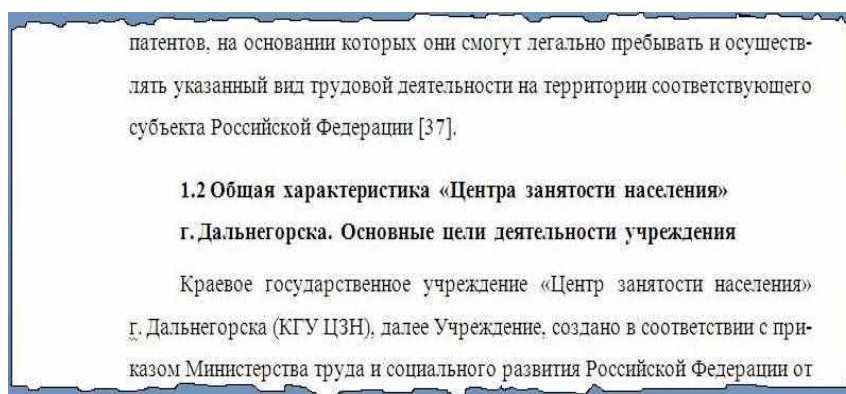 патентов, на основании которых они смогут легально пребывать и осуществ-
лять указанный вид трудовой деятельности на территории соответствующего
субъекта Российской Федерации [37].
1.2 Общая характеристика «Центра занятости населения»
г. Дальнегорска. Основные цели деятельности учреждения
Краевое государственное учреждение «Центр занятости населения»
г. Дальнегорска (КГУ ЦЗН), далее Учреждение, создано в соответствии с при-
казом Министерства труда и социального развития Российской Федерации от